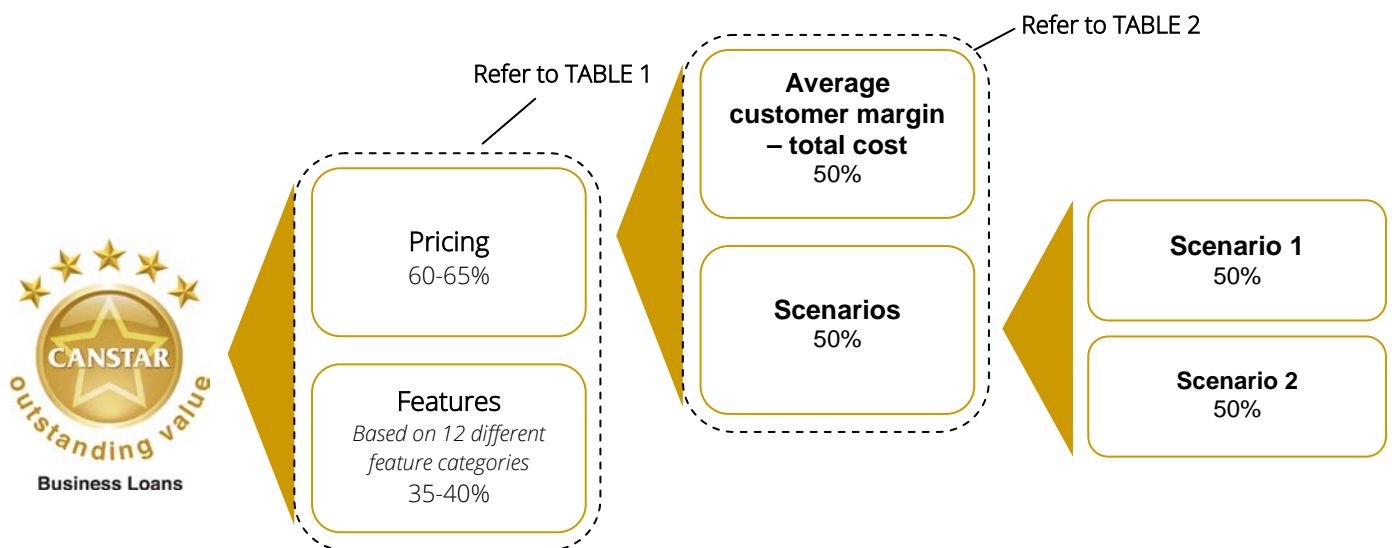 Refer to TABLE 2
Refer to TABLE 1
Average
customer margin
– total cost
50%
Pricing
60-65%
Scenarios
50%
Scenario 1
50%
Scenario 2
50%
Features
Based on 12 different
feature categories
35-40%
CANSTAR
outstanding value
Business Loans